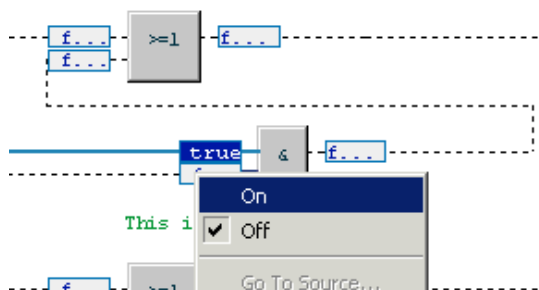 f... >=1 f...
f...
true & f...
On
This i ✔ Off
Go To Source...
f... >=1